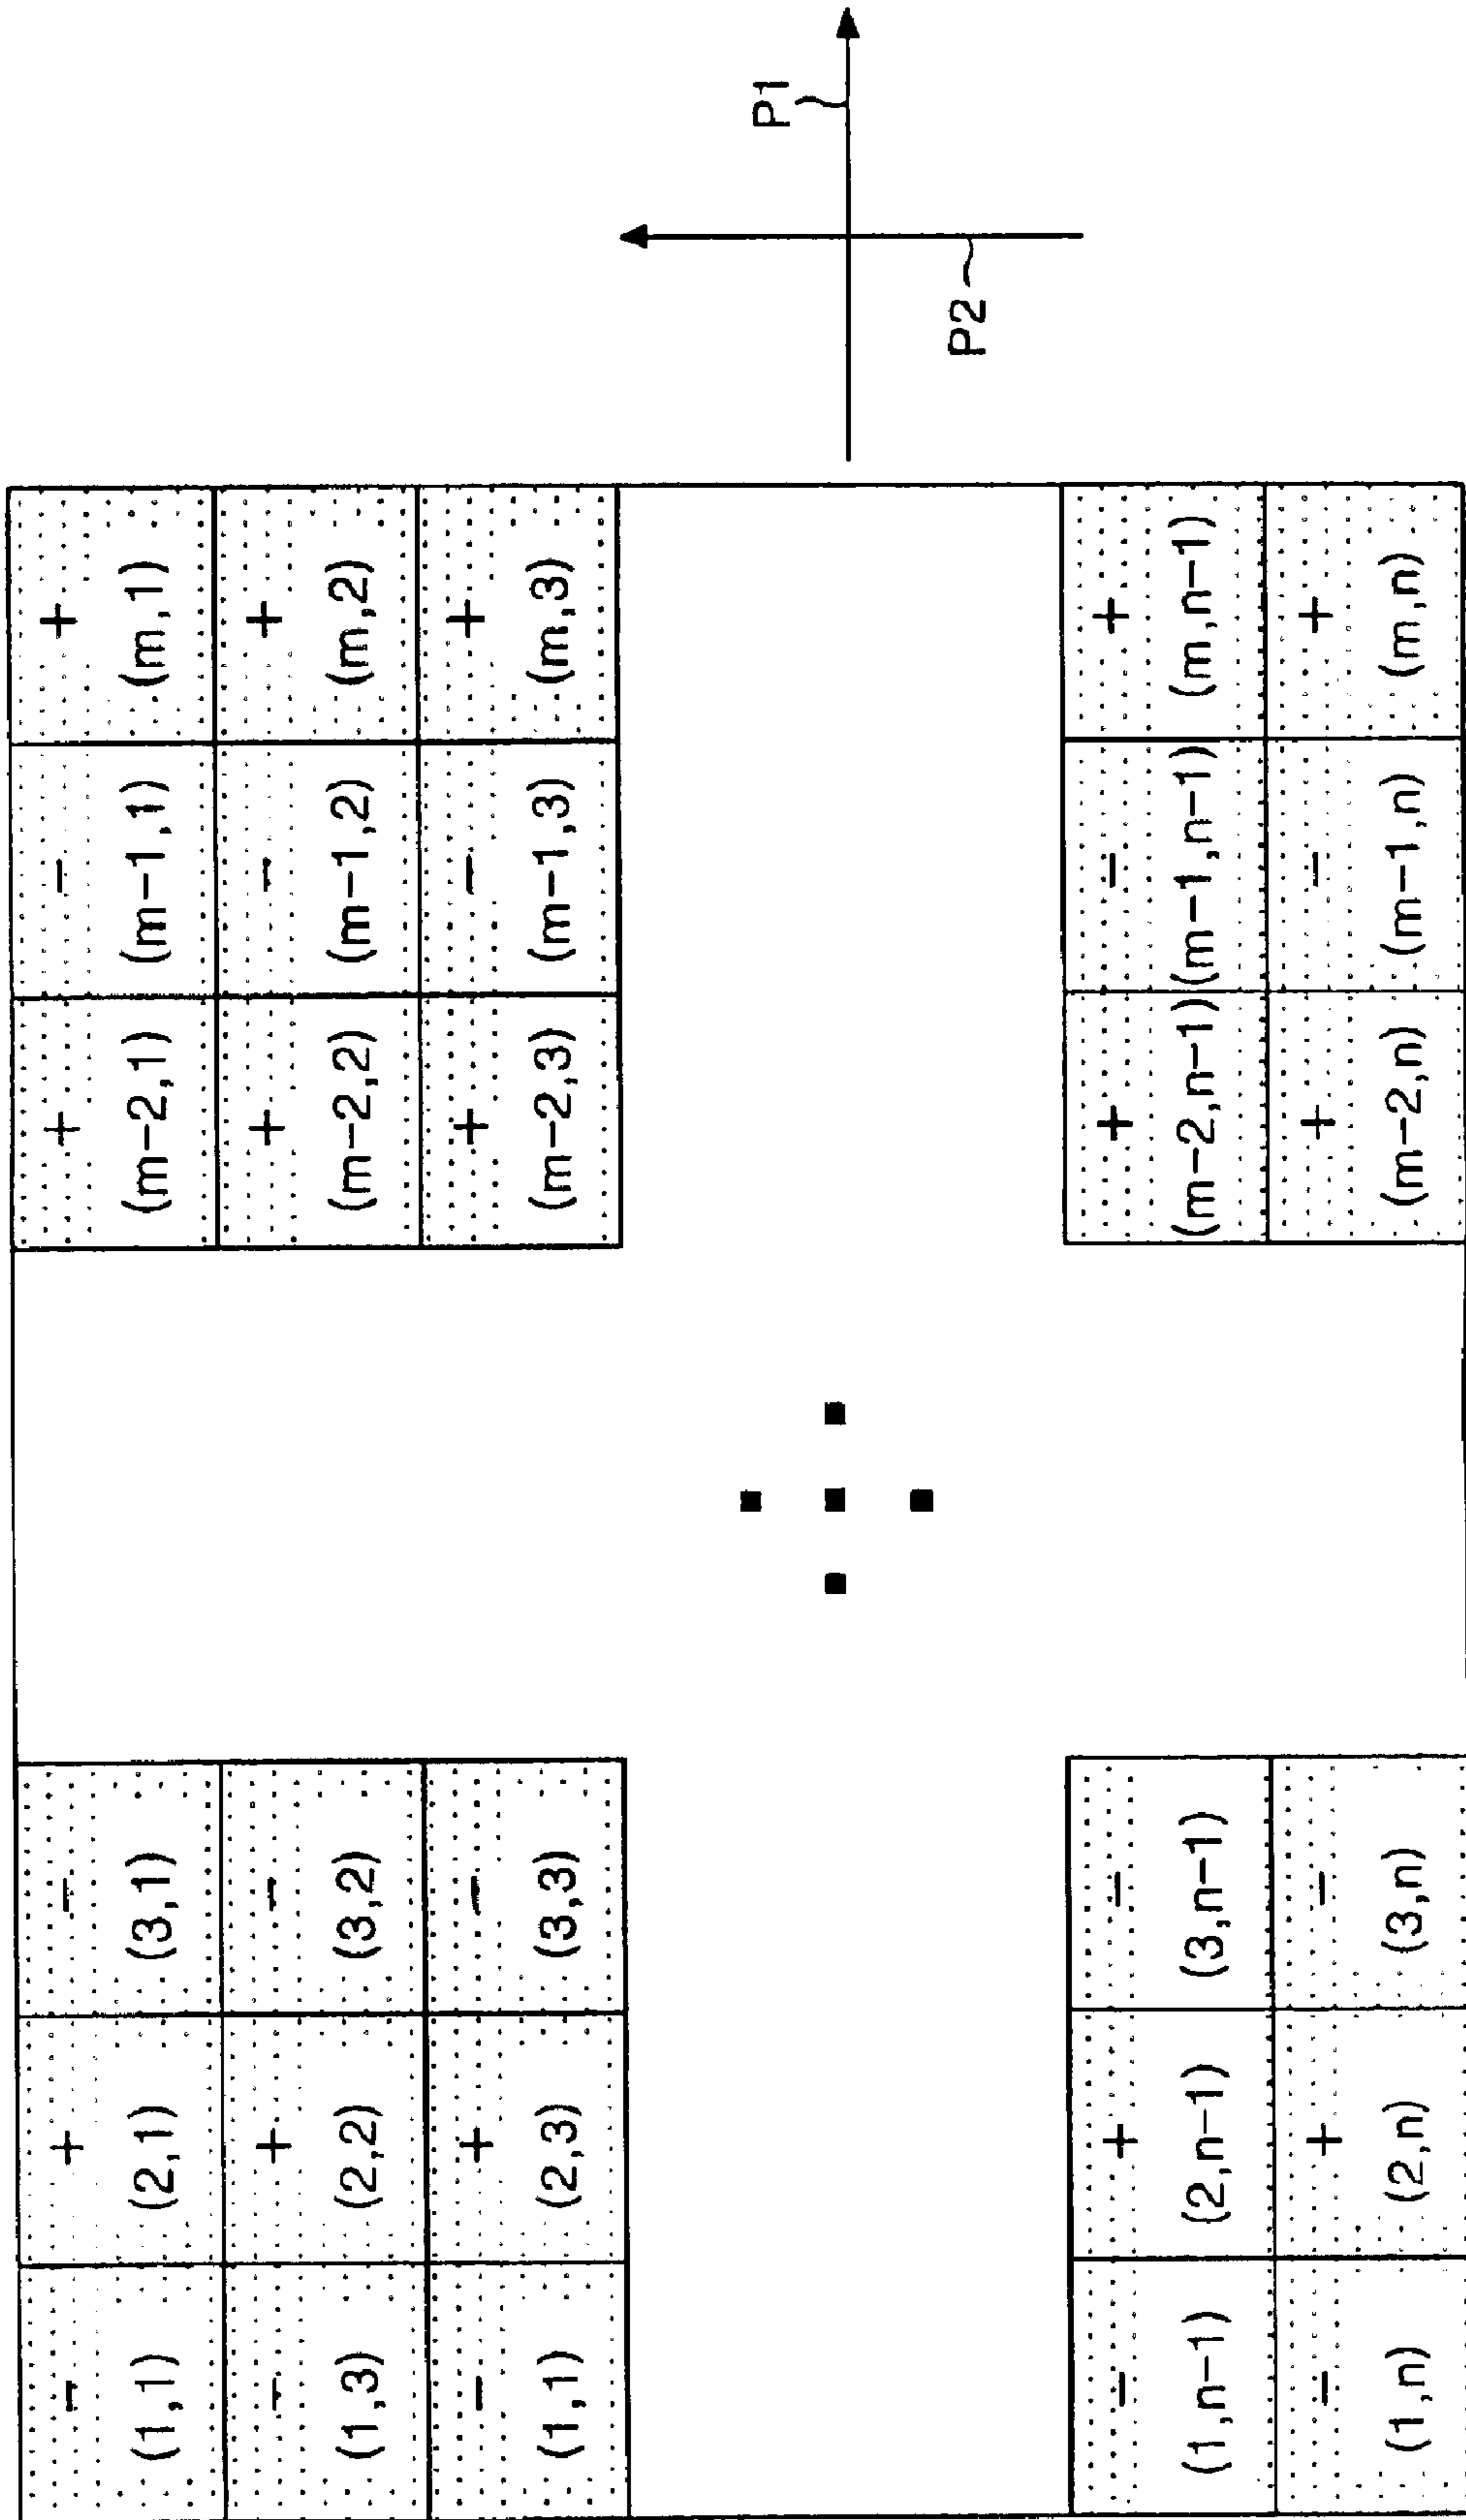 − + − + − +
(1,1) (2,1) (3,1) (m−2,1) (m−1,1) (m,1)
− + − + − +
(1,3) (2,2) (3,2) (m−2,2) (m−1,2) (m,2)
− + − + − +
(1,1) (2,3) (3,3) (m−2,3) (m−1,3) (m,3)
P1
P2
− + − + − +
(1,n−1) (2,n−1) (3,n−1) (m−2,n−1) (m−1,n−1) (m,n−1)
− + − + − +
(1,n) (2,n) (3,n) (m−2,n) (m−1,n) (m,n)